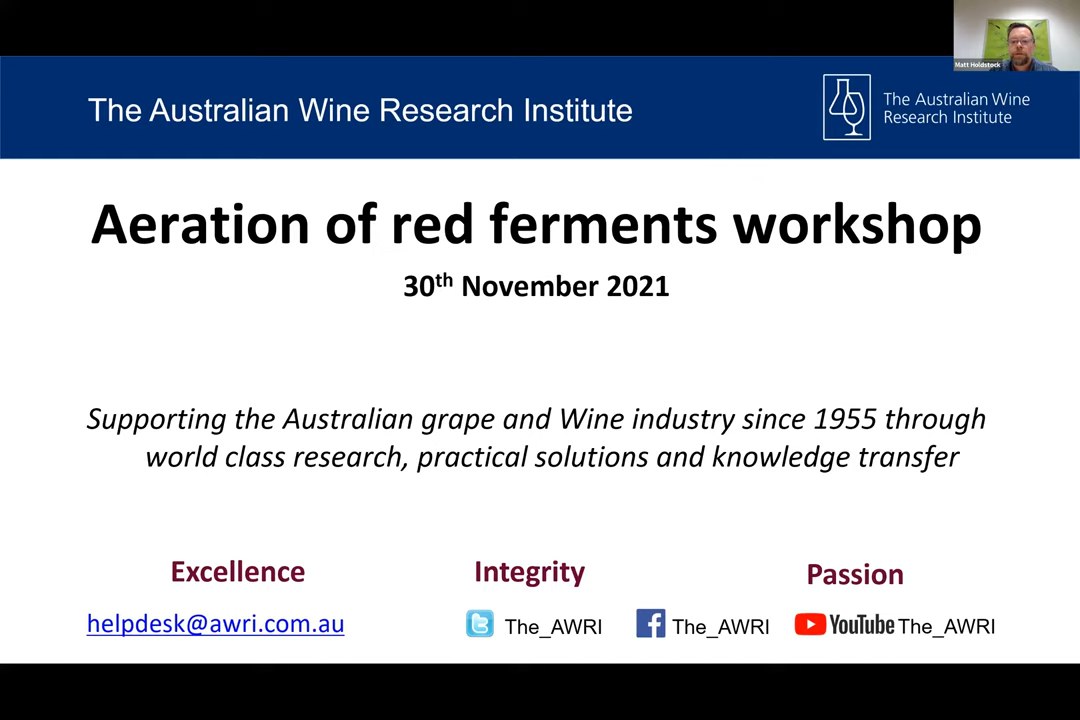 Matt Holdstock
The Australian Wine Research Institute
The Australian Wine
Research Institute
Aeration of red ferments workshop
30th November 2021
Supporting the Australian grape and Wine industry since 1955 through
world class research, practical solutions and knowledge transfer
Excellence
Integrity
Passion
helpdesk@awri.com.au
The_AWRI
The_AWRI
YouTube The_AWRI